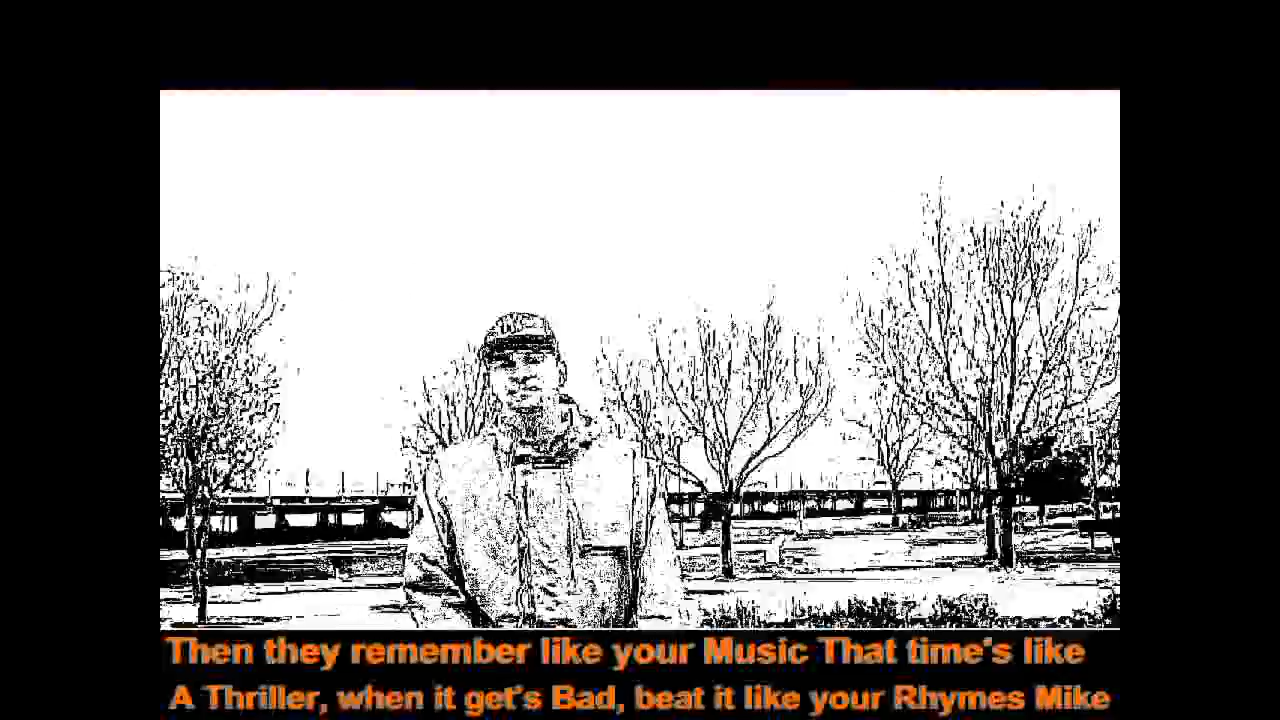 Then they remember like your Music That time's like
A Thriller, when it get's Bad, beat it like your Rhymes Mike